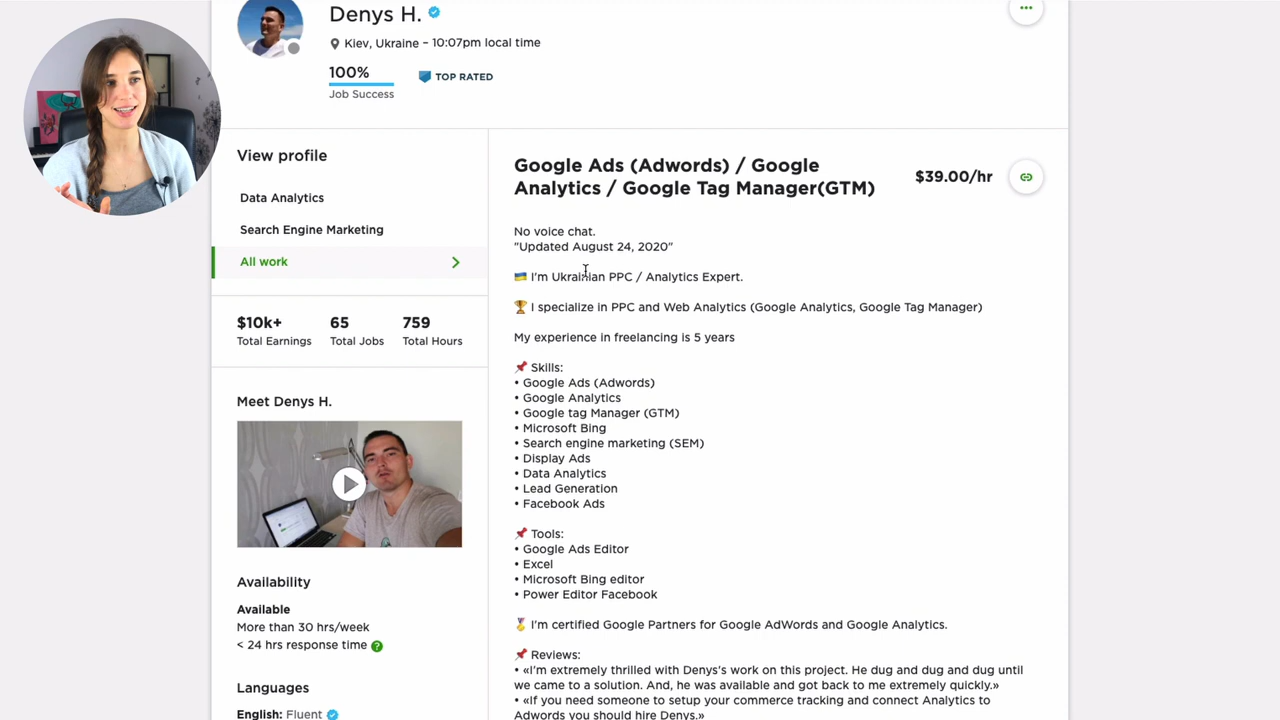 Denys H.
Kiev, Ukraine – 10:07pm local time
100%
Job Success
TOP RATED
View profile
Data Analytics
Search Engine Marketing
All work
$10k+
Total Earnings
65
Total Jobs
759
Total Hours
Meet Denys H.
Availability
Available
More than 30 hrs/week
< 24 hrs response time
Languages
English: Fluent
Google Ads (Adwords) / Google
Analytics / Google Tag Manager(GTM)
$39.00/hr
No voice chat.
"Updated August 24, 2020"
🇺🇦 I'm Ukrainian PPC / Analytics Expert.
🏆 I specialize in PPC and Web Analytics (Google Analytics, Google Tag Manager)
My experience in freelancing is 5 years
📌 Skills:
• Google Ads (Adwords)
• Google Analytics
• Google tag Manager (GTM)
• Microsoft Bing
• Search engine marketing (SEM)
• Display Ads
• Data Analytics
• Lead Generation
• Facebook Ads
📌 Tools:
• Google Ads Editor
• Excel
• Microsoft Bing editor
• Power Editor Facebook
🏅 I'm certified Google Partners for Google AdWords and Google Analytics.
📌 Reviews:
• «I'm extremely thrilled with Denys's work on this project. He dug and dug and dug until
we came to a solution. And, he was available and got back to me extremely quickly.»
• «If you need someone to setup your commerce tracking and connect Analytics to
Adwords you should hire Denys.»